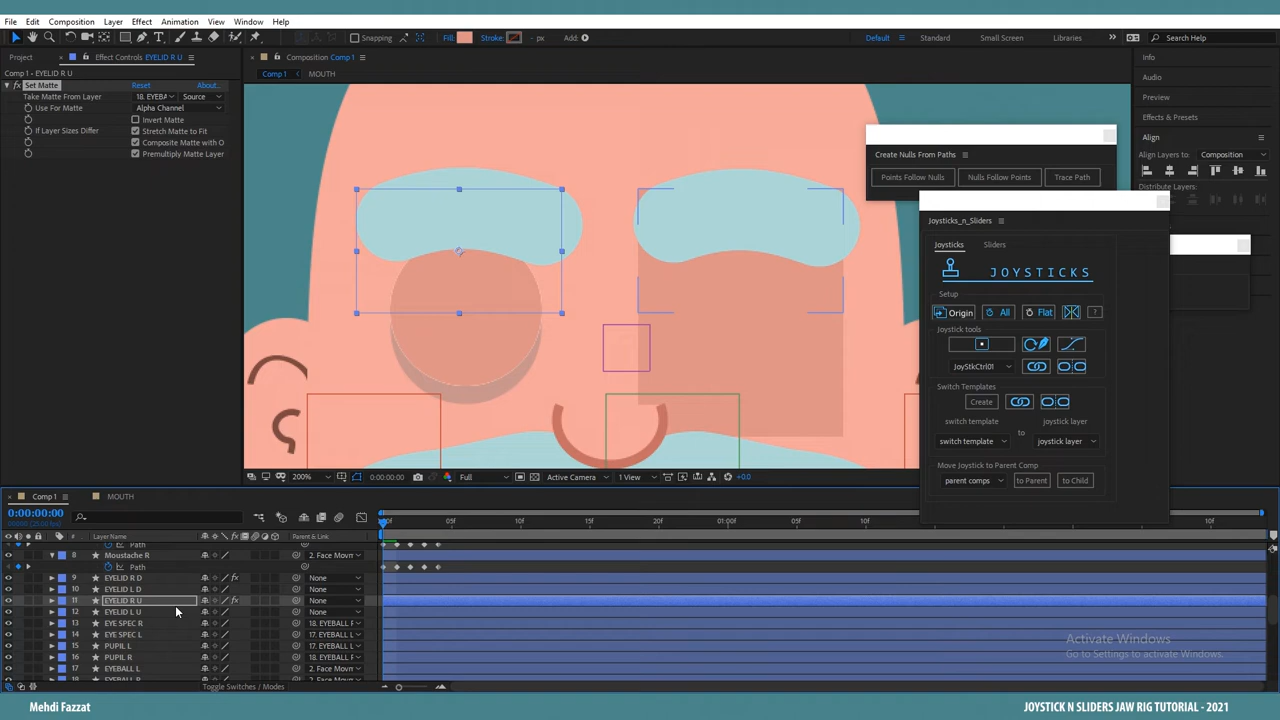 File Edit Composition Layer Effect Animation View Window Help
Snapping
Fill: Stroke: - px Add:
Default Standard Small Screen Libraries
Search Help
Project Effect Controls EYELID R U
Comp 1 · EYELID R U
fx Set Matte Reset About...
Take Matte From Layer 18. EYEBA Source
Use For Matte Alpha Channel
Invert Matte
If Layer Sizes Differ Stretch Matte to Fit
Composite Matte with O
Premultiply Matte Layer
Composition Comp 1
Comp 1 MOUTH
Info
Audio
Preview
Effects & Presets
Align
Align Layers to: Composition
Distribute Layers:
Create Nulls From Paths
Points Follow Nulls Nulls Follow Points Trace Path
Joysticks_n_Sliders
Joysticks Sliders
JOYSTICKS
Setup
Origin All Flat ?
Joystick tools
JoyStkCtrl01
Switch Templates
Create
switch template joystick layer
to
switch template joystick layer
Move Joystick to Parent Comp
parent comps to Parent to Child
200% 0:00:00:00 Full Active Camera 1 View +0.0
Comp 1 MOUTH
0:00:00:00
# Layer Name Parent & Link
05f 10f 15f 20f 01:00f 05f 10f 10f
Path
8 Moustache R 2. Face Movm
Path
9 EYELID R D fx None
10 EYELID L D None
11 EYELID R U fx None
12 EYELID L U None
13 EYE SPEC R 18. EYEBALL R
14 EYE SPEC L 17. EYEBALL L
15 PUPIL L 17. EYEBALL L
16 PUPIL R 18. EYEBALL R
17 EYEBALL L 2. Face Movm
Toggle Switches / Modes
Activate Windows
Go to Settings to activate Windows.
Mehdi Fazzat
JOYSTICK N SLIDERS JAW RIG TUTORIAL - 2021